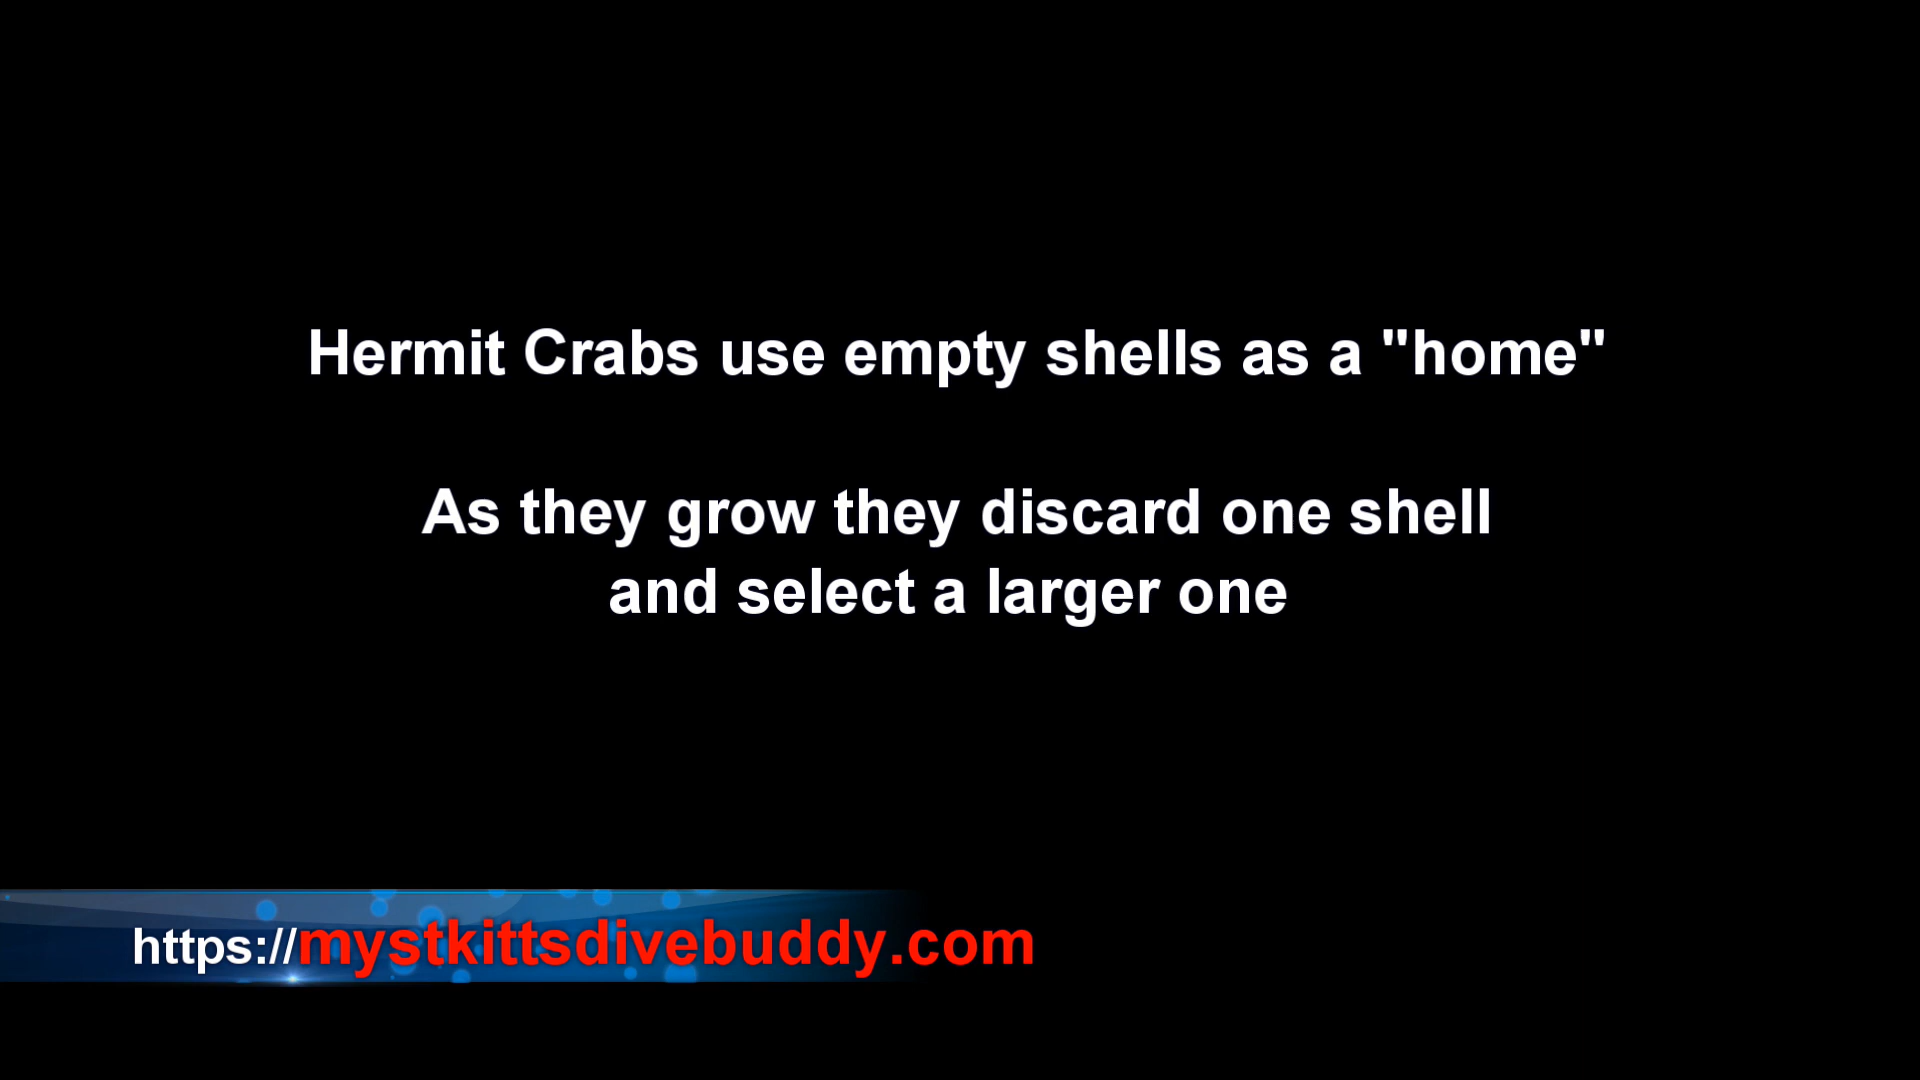 Hermit Crabs use empty shells as a "home"
As they grow they discard one shell
and select a larger one
https://mystkittsdivebuddy.com